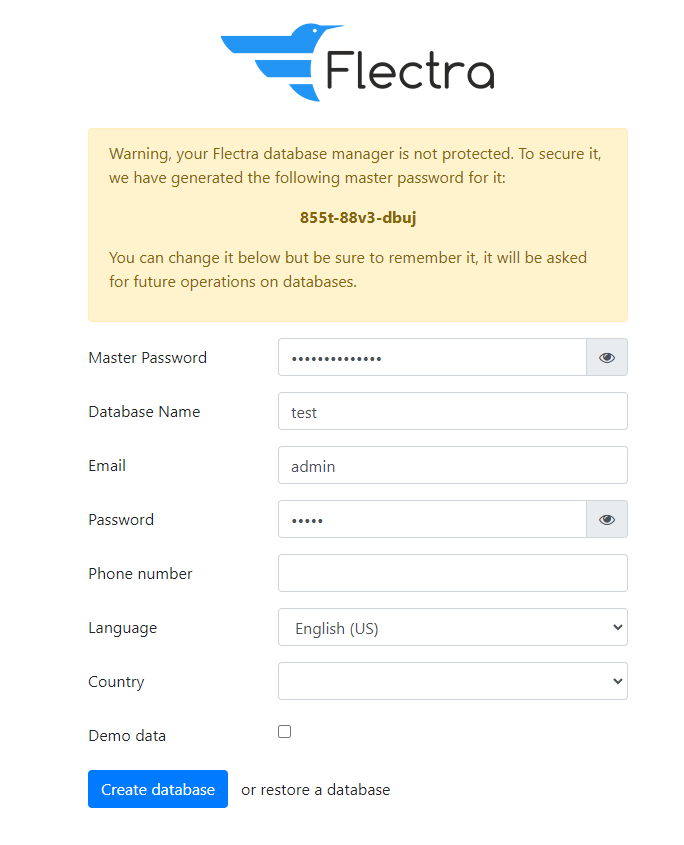 Flectra
Warning, your Flectra database manager is not protected. To secure it,
we have generated the following master password for it:
855t-88v3-dbuj
You can change it below but be sure to remember it, it will be asked
for future operations on databases.
Master Password ••••••••••••••
Database Name test
Email admin
Password •••••
Phone number
Language English (US)
Country
Demo data
Create database or restore a database